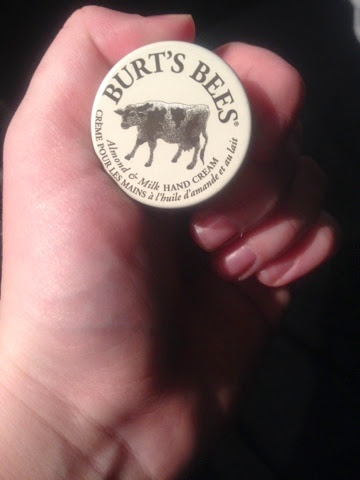 BURT'S BEES®
Almond & Milk HAND CREAM
CRÈME POUR LES MAINS à l'huile d'amande et au lait